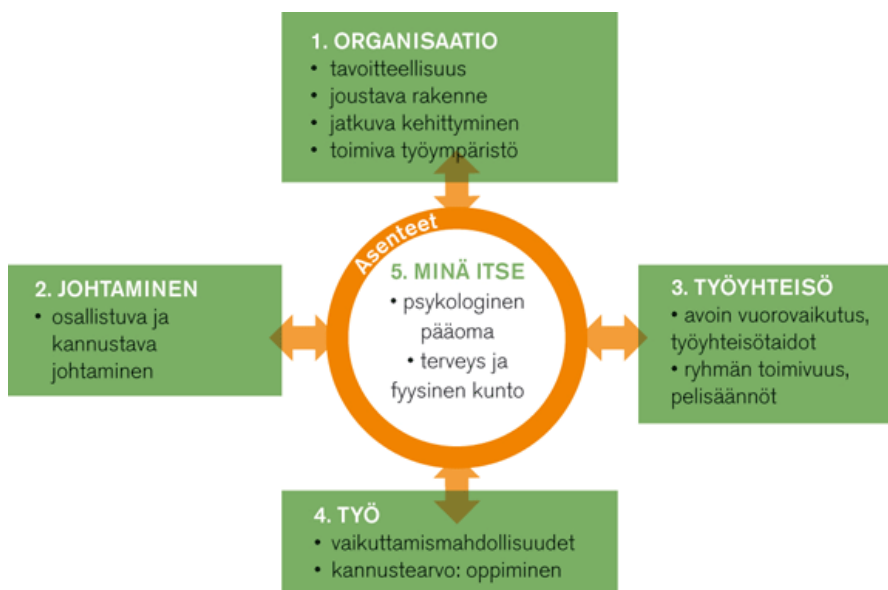 1. ORGANISAATIO
• tavoitteellisuus
• joustava rakenne
• jatkuva kehittyminen
• toimiva työympäristö
Asenteet
2. JOHTAMINEN
• osallistuva ja
kannustava
johtaminen
5. MINÄ ITSE
• psykologinen
pääoma
• terveys ja
fyysinen kunto
3. TYÖYHTEISÖ
• avoin vuorovaikutus,
työyhteisötaidot
• ryhmän toimivuus,
pelisäännöt
4. TYÖ
• vaikuttamismahdollisuudet
• kannustearvo: oppiminen